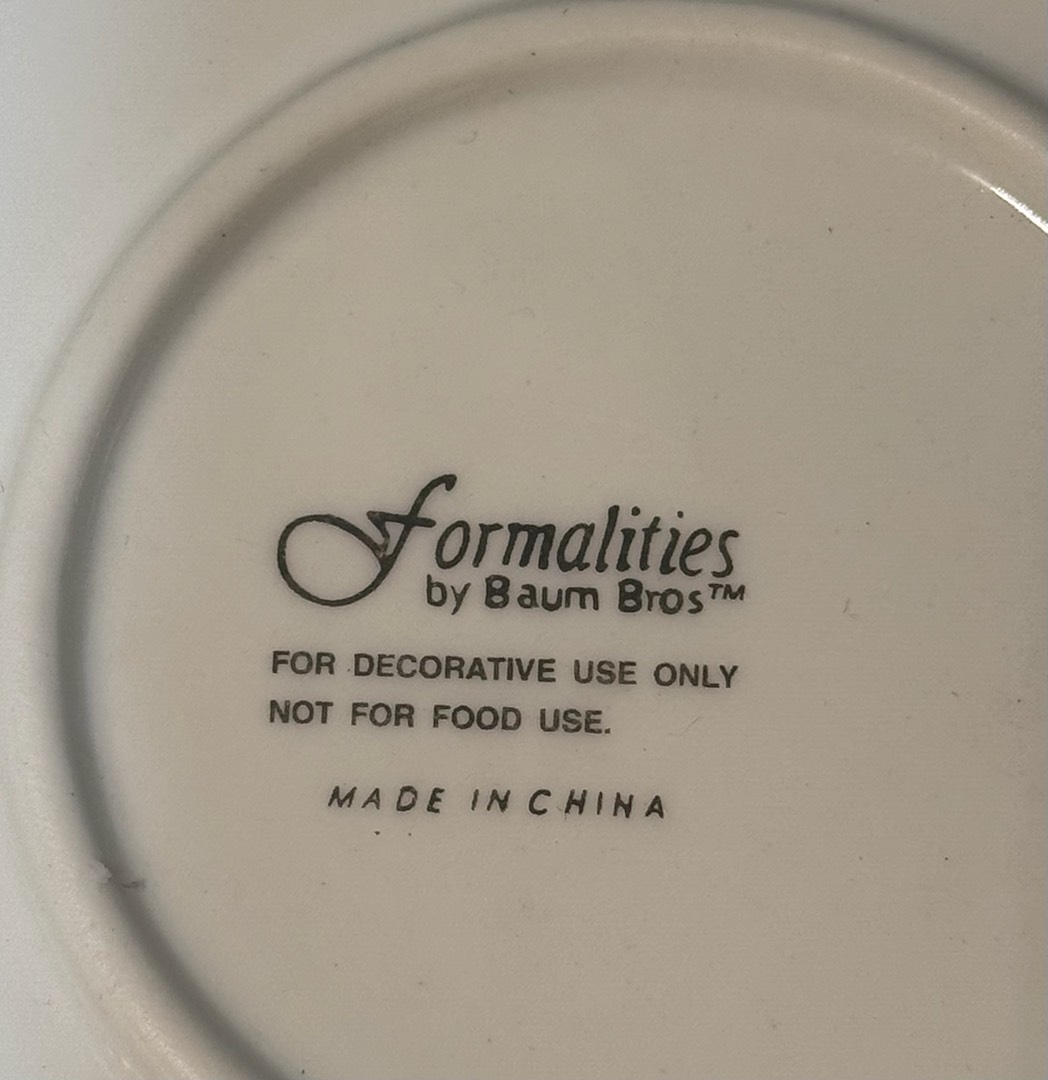 Formalities
by Baum Bros™
FOR DECORATIVE USE ONLY
NOT FOR FOOD USE.
MADE IN CHINA